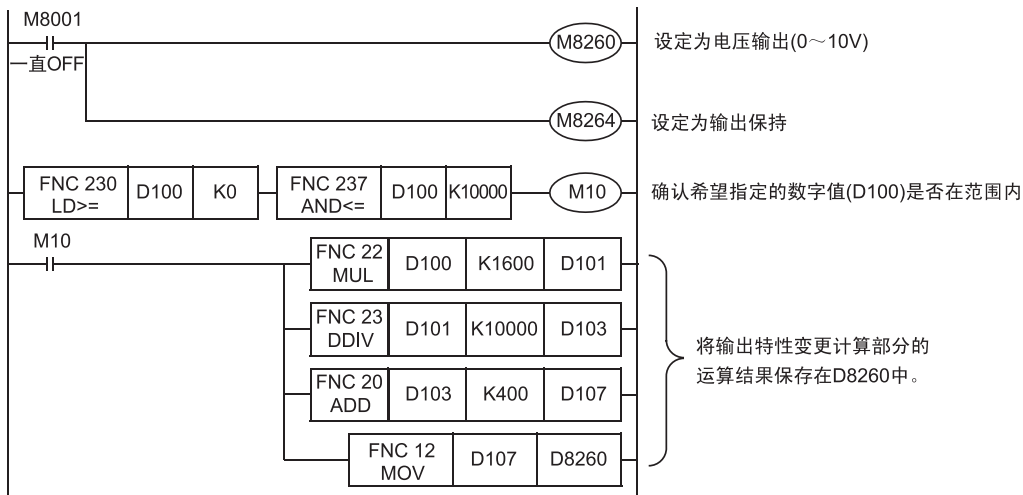 M8001
一直OFF
M8260
设定为电压输出(0～10V)
M8264
设定为输出保持
FNC 230
LD>=
D100
K0
FNC 237
AND<=
D100
K10000
M10
确认希望指定的数字值(D100)是否在范围内
M10
FNC 22
MUL
D100
K1600
D101
FNC 23
DDIV
D101
K10000
D103
FNC 20
ADD
D103
K400
D107
FNC 12
MOV
D107
D8260
将输出特性变更计算部分的
运算结果保存在D8260中。